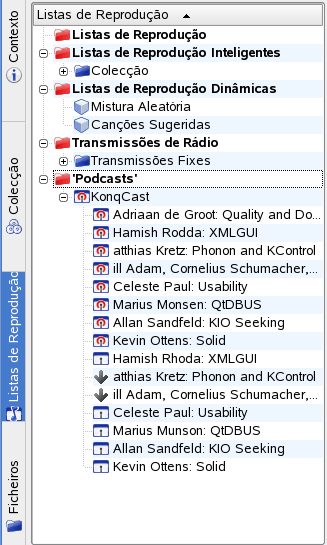 Contexto
Colecção
Listas de Reprodução
Ficheiros
Listas de Reprodução
Listas de Reprodução
Listas de Reprodução Inteligentes
Colecção
Listas de Reprodução Dinâmicas
Mistura Aleatória
Canções Sugeridas
Transmissões de Rádio
Transmissões Fixes
'Podcasts'
KonqCast
Adriaan de Groot: Quality and Do...
Hamish Rodda: XMLGUI
atthias Kretz: Phonon and KControl
ill Adam, Cornelius Schumacher,...
Celeste Paul: Usability
Marius Monsen: QtDBUS
Allan Sandfeld: KIO Seeking
Kevin Ottens: Solid
Hamish Rhoda: XMLGUI
atthias Kretz: Phonon and KControl
ill Adam, Cornelius Schumacher,...
Celeste Paul: Usability
Marius Munson: QtDBUS
Allan Sandfeld: KIO Seeking
Kevin Ottens: Solid